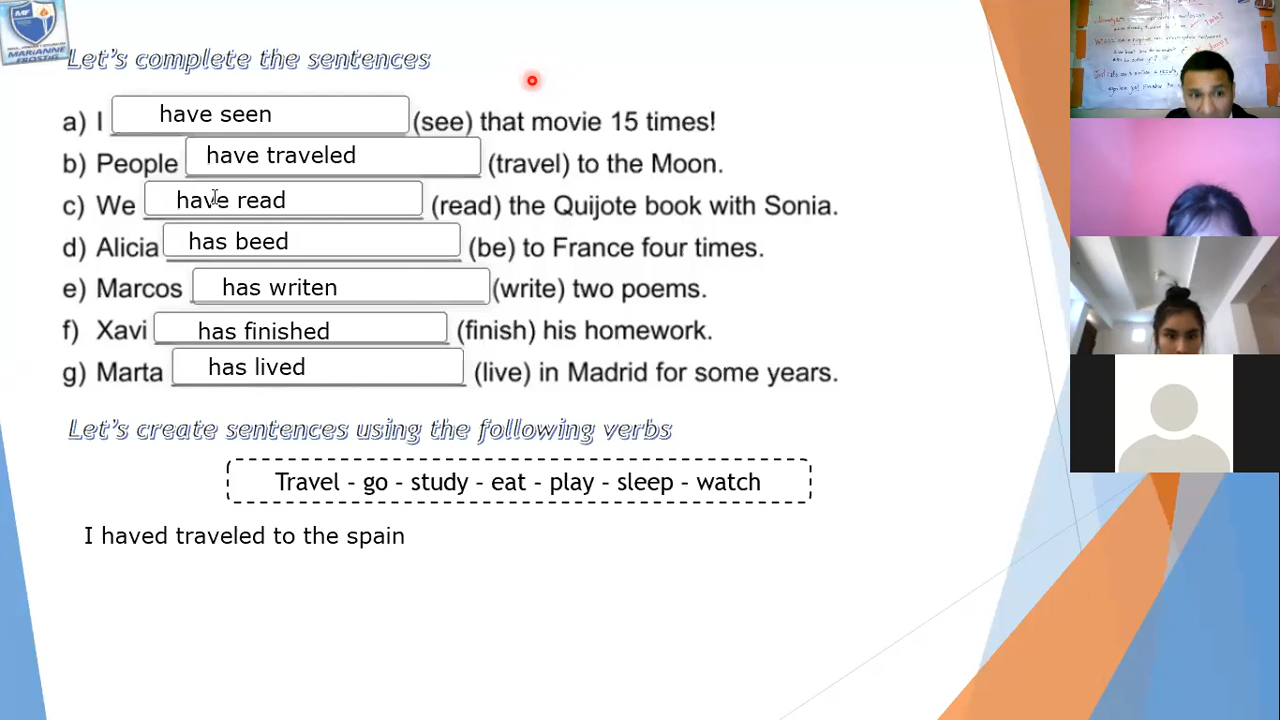 MF
MARIANNE
FROSTIG
Let's complete the sentences
a) I have seen (see) that movie 15 times!
b) People have traveled (travel) to the Moon.
c) We have read (read) the Quijote book with Sonia.
d) Alicia has beed (be) to France four times.
e) Marcos has writen (write) two poems.
f) Xavi has finished (finish) his homework.
g) Marta has lived (live) in Madrid for some years.
Let's create sentences using the following verbs
Travel - go - study - eat - play - sleep - watch
I haved traveled to the spain